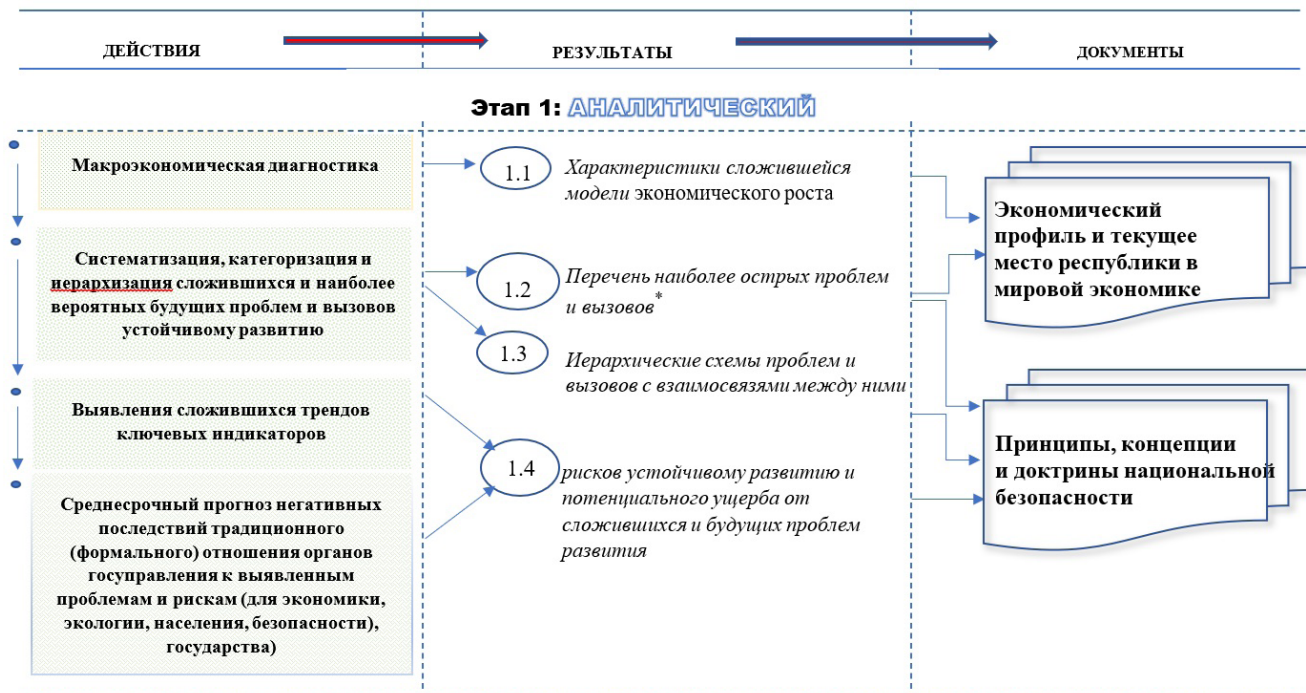 ДЕЙСТВИЯ
РЕЗУЛЬТАТЫ
ДОКУМЕНТЫ
Этап 1: АНАЛИТИЧЕСКИЙ
Макроэкономическая диагностика
1.1
Характеристики сложившейся
модели экономического роста
Экономический
профиль и текущее
место республики в
мировой экономике
Систематизация, категоризация и
иерархизация сложившихся и наиболее
вероятных будущих проблем и вызовов
устойчивому развитию
1.2
Перечень наиболее острых проблем
и вызовов*
1.3
Иерархические схемы проблем и
вызовов с взаимосвязями между ними
Выявления сложившихся трендов
ключевых индикаторов
1.4
рисков устойчивому развитию и
потенциального ущерба от
сложившихся и будущих проблем
развития
Принципы, концепции
и доктрины национальной
безопасности
Среднесрочный прогноз негативных
последствий традиционного
(формального) отношения органов
госуправления к выявленным
проблемам и рискам (для экономики,
экологии, населения, безопасности),
государства)